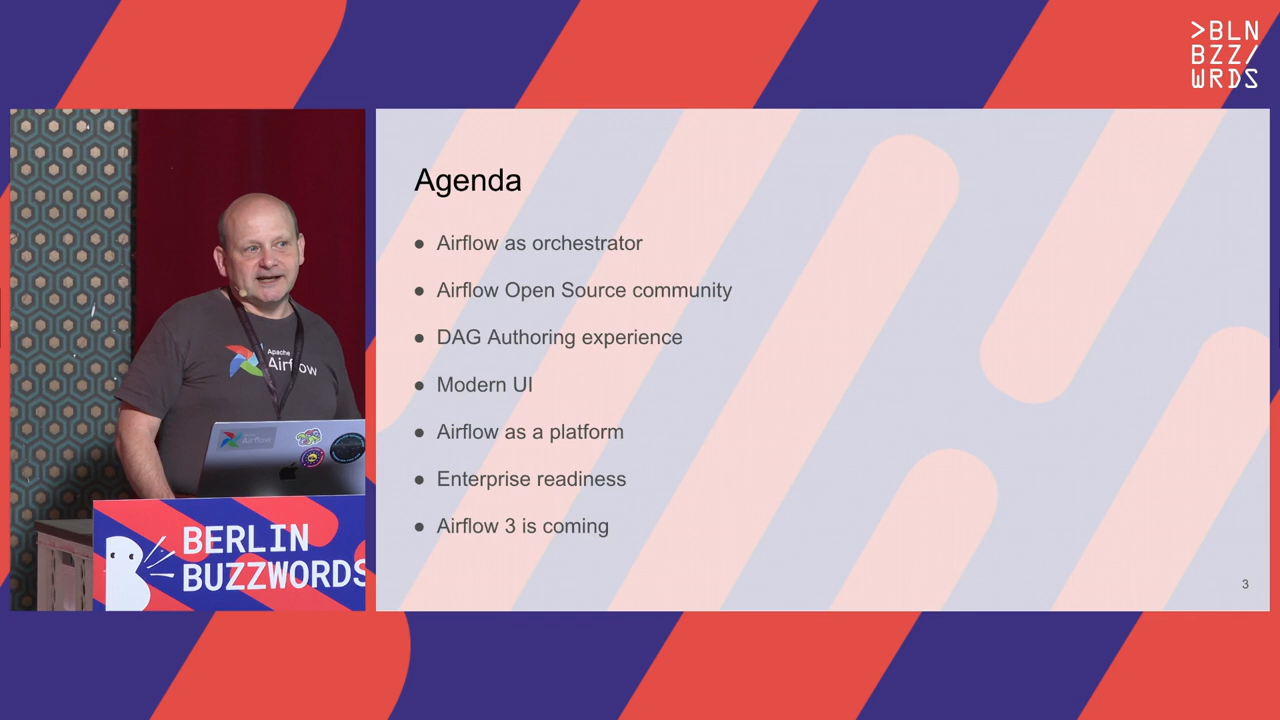 >BLN
BZZ/
WRDS
Agenda
● Airflow as orchestrator
● Airflow Open Source community
● DAG Authoring experience
● Modern UI
● Airflow as a platform
● Enterprise readiness
● Airflow 3 is coming
3
Apache
Airflow
Airflow
BERLIN
BUZZWORDS